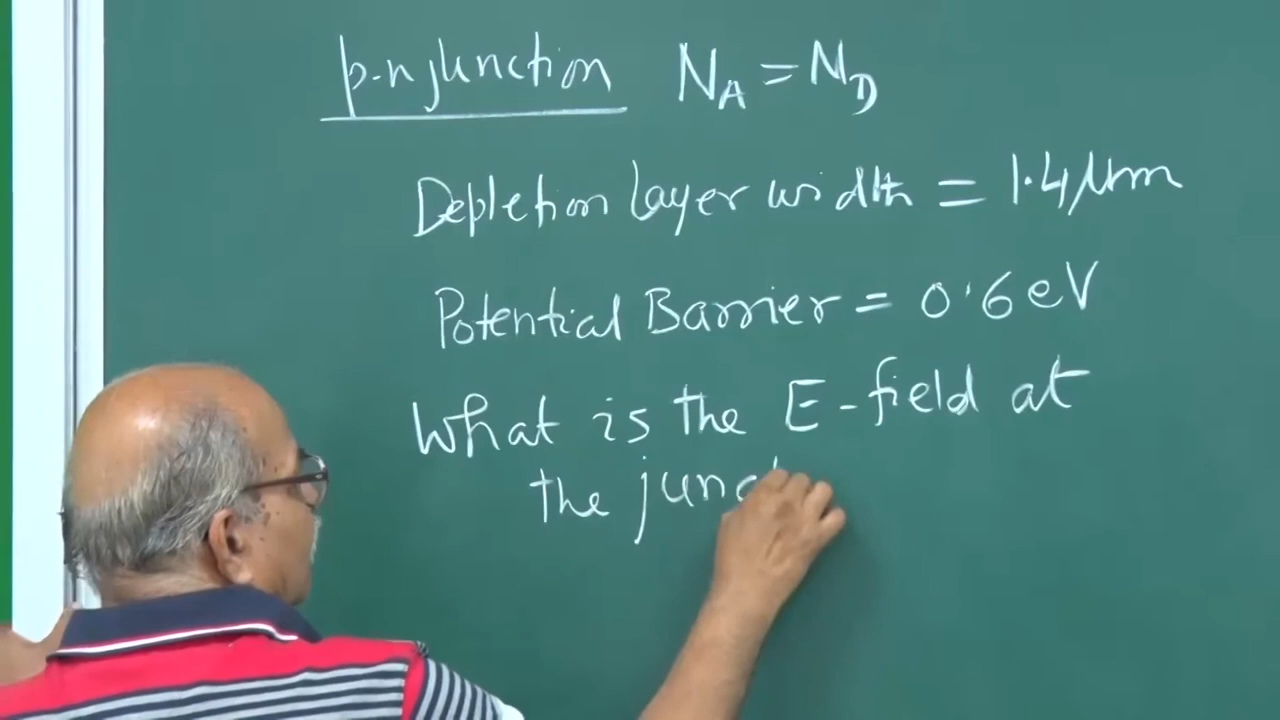 p-n junction N_A = N_D
Depletion layer width = 1.4 μm
Potential Barrier = 0.6 eV
What is the E-field at
the junc